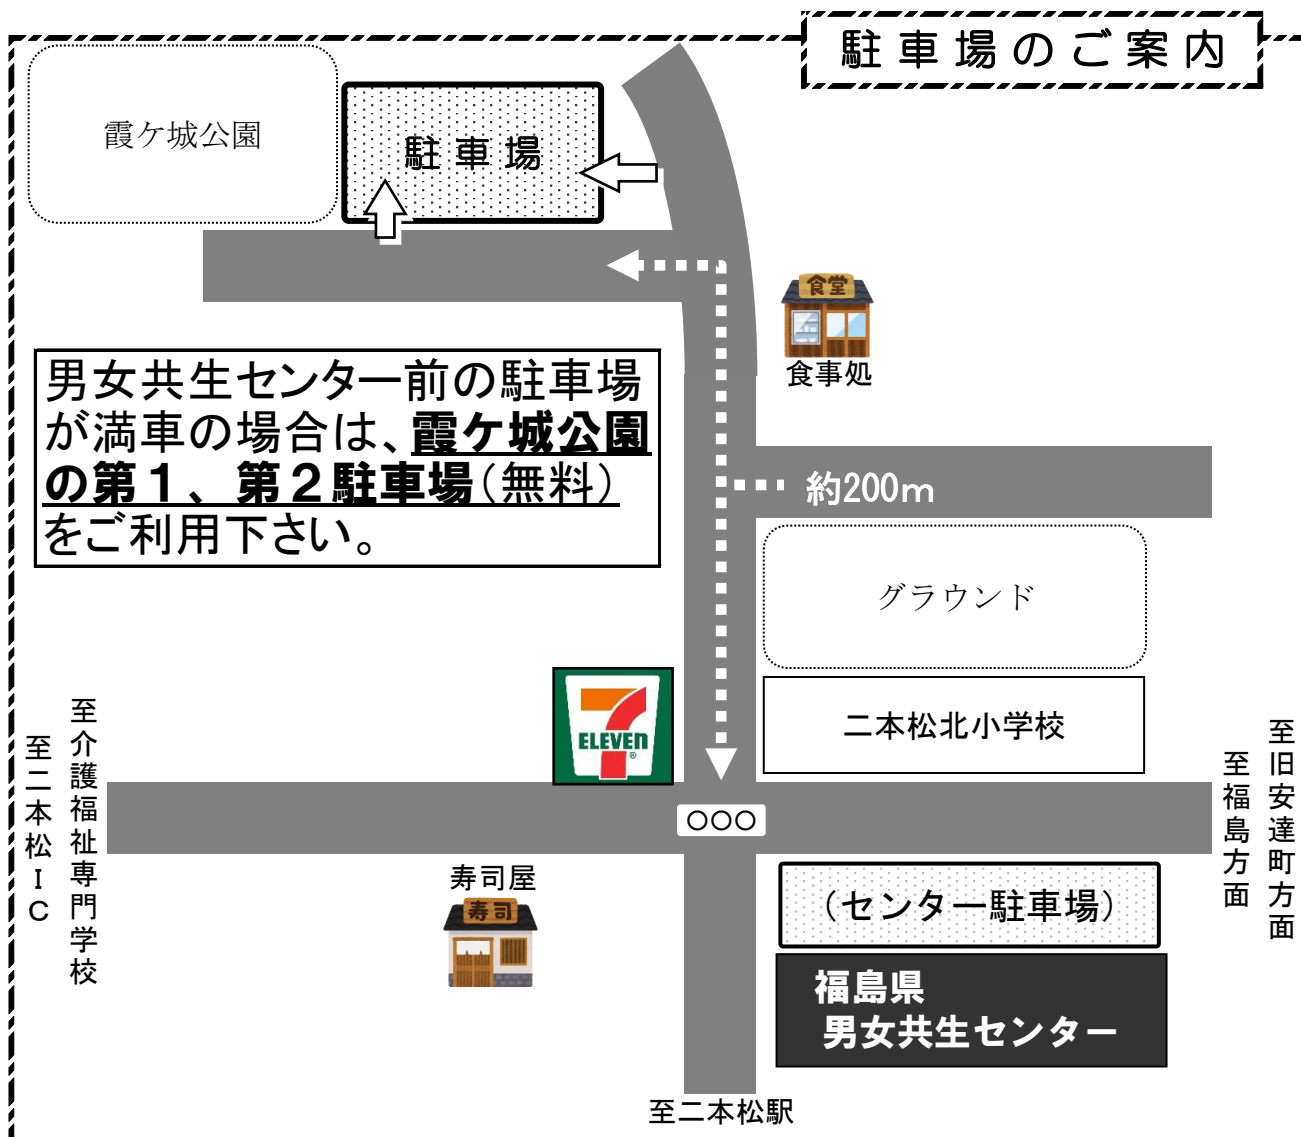 駐車場のご案内
霞ケ城公園
駐車場
食堂
食事処
男女共生センター前の駐車場
が満車の場合は、霞ケ城公園
の第１、第２駐車場(無料)
をご利用下さい。
約200m
グラウンド
7
ELEVEN
®
二本松北小学校
至介護福祉専門学校
至二本松IC
至旧安達町方面
至福島方面
寿司屋
寿司
(センター駐車場)
福島県
男女共生センター
至二本松駅